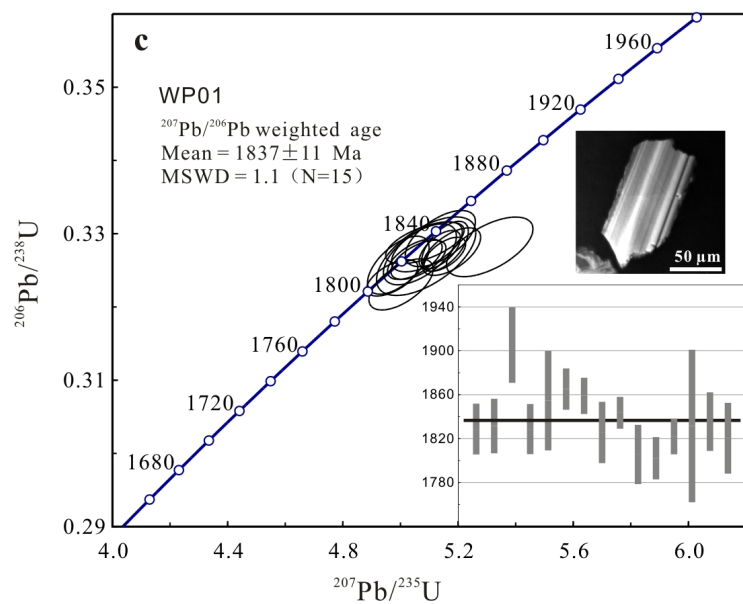 c
WP01
²⁰⁷Pb/²⁰⁶Pb weighted age
Mean = 1837±11 Ma
MSWD = 1.1 (N=15)
1960
1920
1880
1840
1800
1760
1720
1680
50 µm
0.35
0.33
0.31
0.29
²⁰⁶Pb/²³⁸U
1940
1900
1860
1820
1780
4.0 4.4 4.8 5.2 5.6 6.0
²⁰⁷Pb/²³⁵U